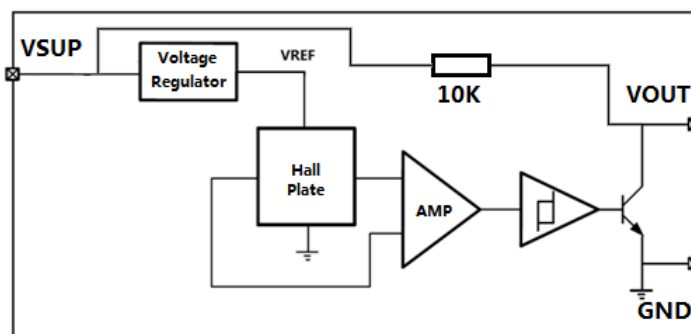 VSUP
Voltage
Regulator
VREF
10K
VOUT
Hall
Plate
AMP
GND